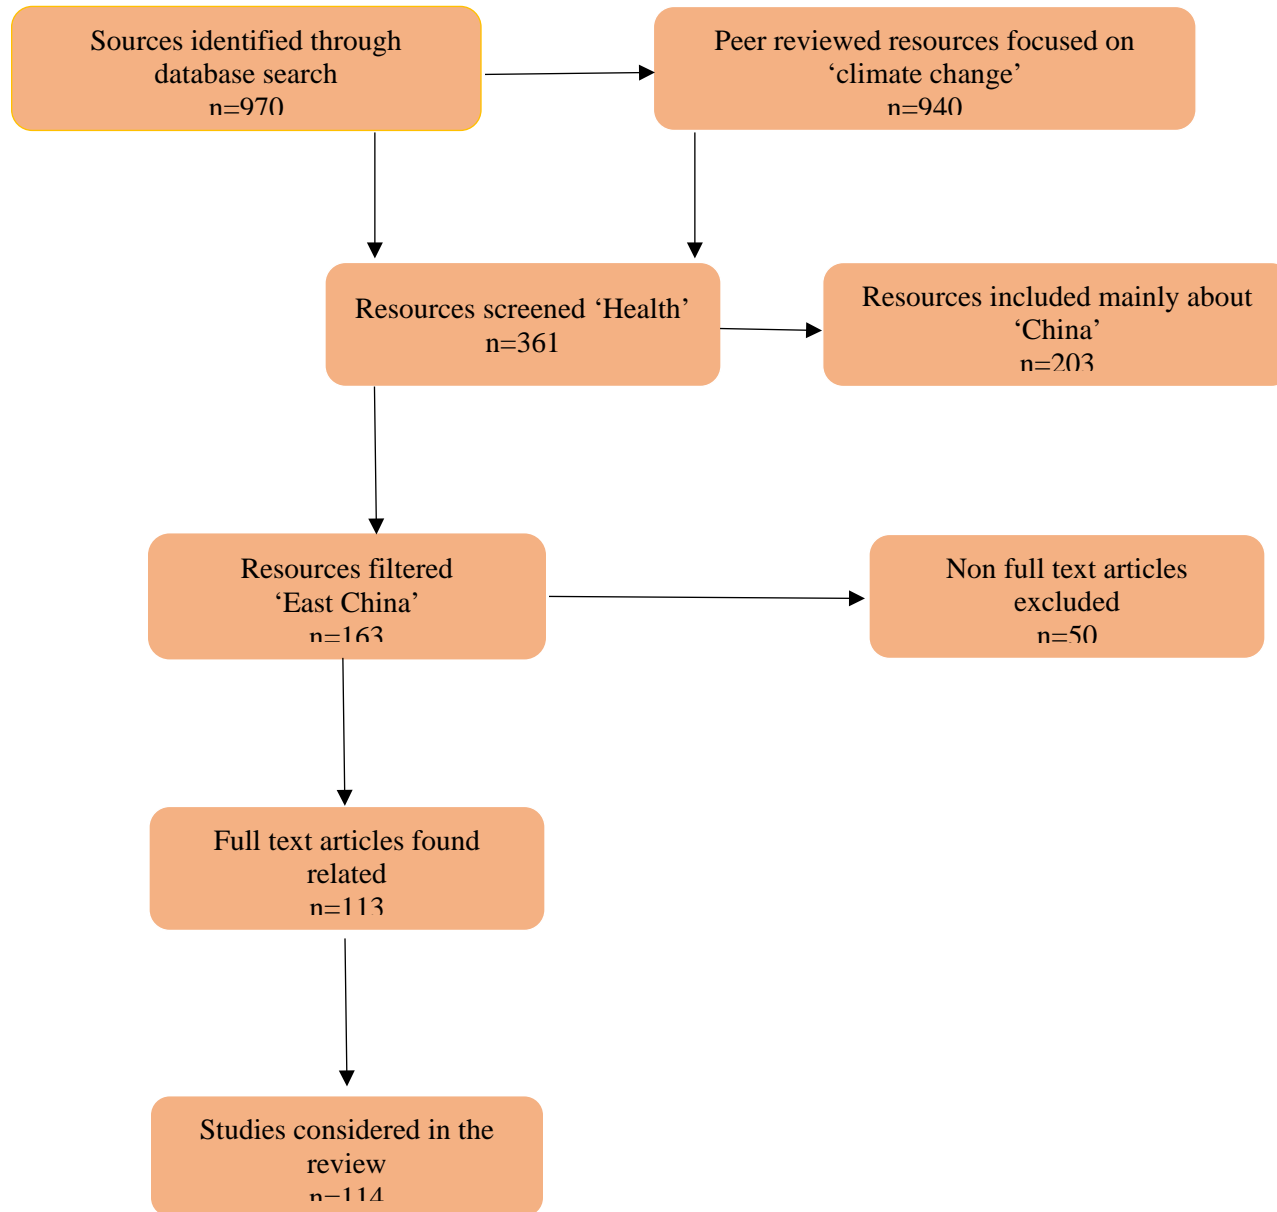 Sources identified through
database search
n=970
Peer reviewed resources focused on
‘climate change’
n=940
Resources screened ‘Health’
n=361
Resources included mainly about
‘China’
n=203
Resources filtered
‘East China’
n=163
Non full text articles
excluded
n=50
Full text articles found
related
n=113
Studies considered in the
review
n=114